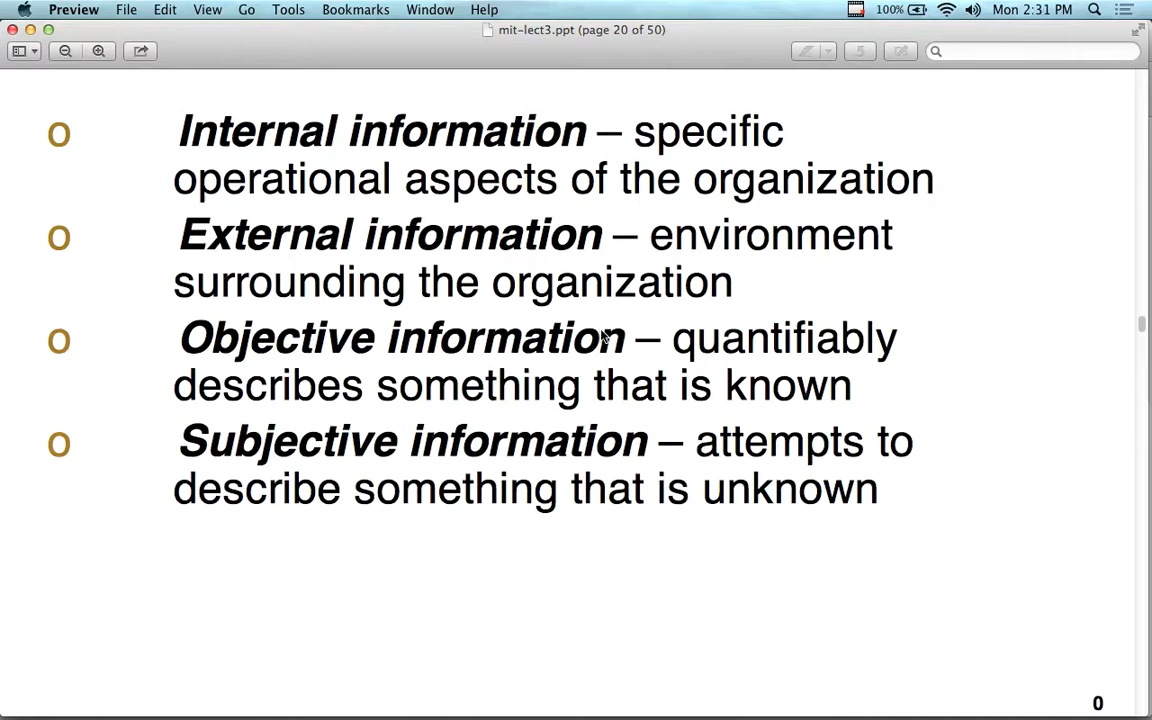 Preview File Edit View Go Tools Bookmarks Window Help 100% Mon 2:31 PM
mit-lect3.ppt (page 20 of 50)
o Internal information – specific
operational aspects of the organization
o External information – environment
surrounding the organization
o Objective information – quantifiably
describes something that is known
o Subjective information – attempts to
describe something that is unknown
0